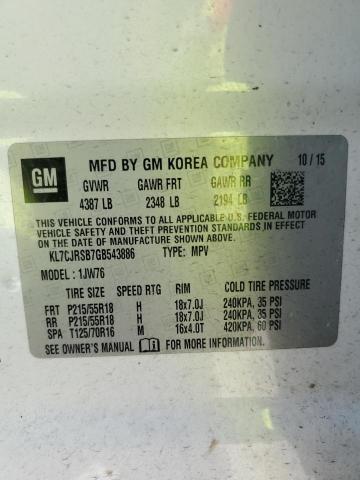 GM MFD BY GM KOREA COMPANY 10/15
GVWR GAWR FRT GAWR RR
4387 LB 2348 LB 2194 LB
THIS VEHICLE CONFORMS TO ALL APPLICABLE U.S. FEDERAL MOTOR
VEHICLE SAFETY, BUMPER, AND THEFT PREVENTION STANDARDS
IN EFFECT ON THE DATE OF MANUFACTURE SHOWN ABOVE.
KL7CJRSB7GB543886 TYPE: MPV
MODEL: 1JW76
TIRE SIZE SPEED RTG RIM COLD TIRE PRESSURE
FRT P215/55R18 H 18x7.0J 240KPA, 35 PSI
RR P215/55R18 H 18x7.0J 240KPA, 35 PSI
SPA T125/70R16 M 16x4.0T 420KPA, 60 PSI
SEE OWNER'S MANUAL FOR MORE INFORMATION